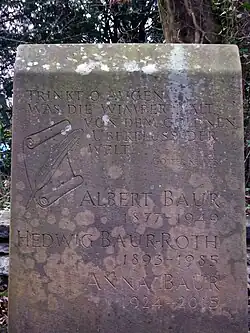 TRINKT O AUGEN
WAS DIE WIMPER HÄLT
VON DEM GOLDNEN
ÜBERFLUSS DER
WELT
ALBERT BAUR
1877-1949
HEDWIG BAUR-ROTH
1893-1985
ANNA BAUR
1924-2015